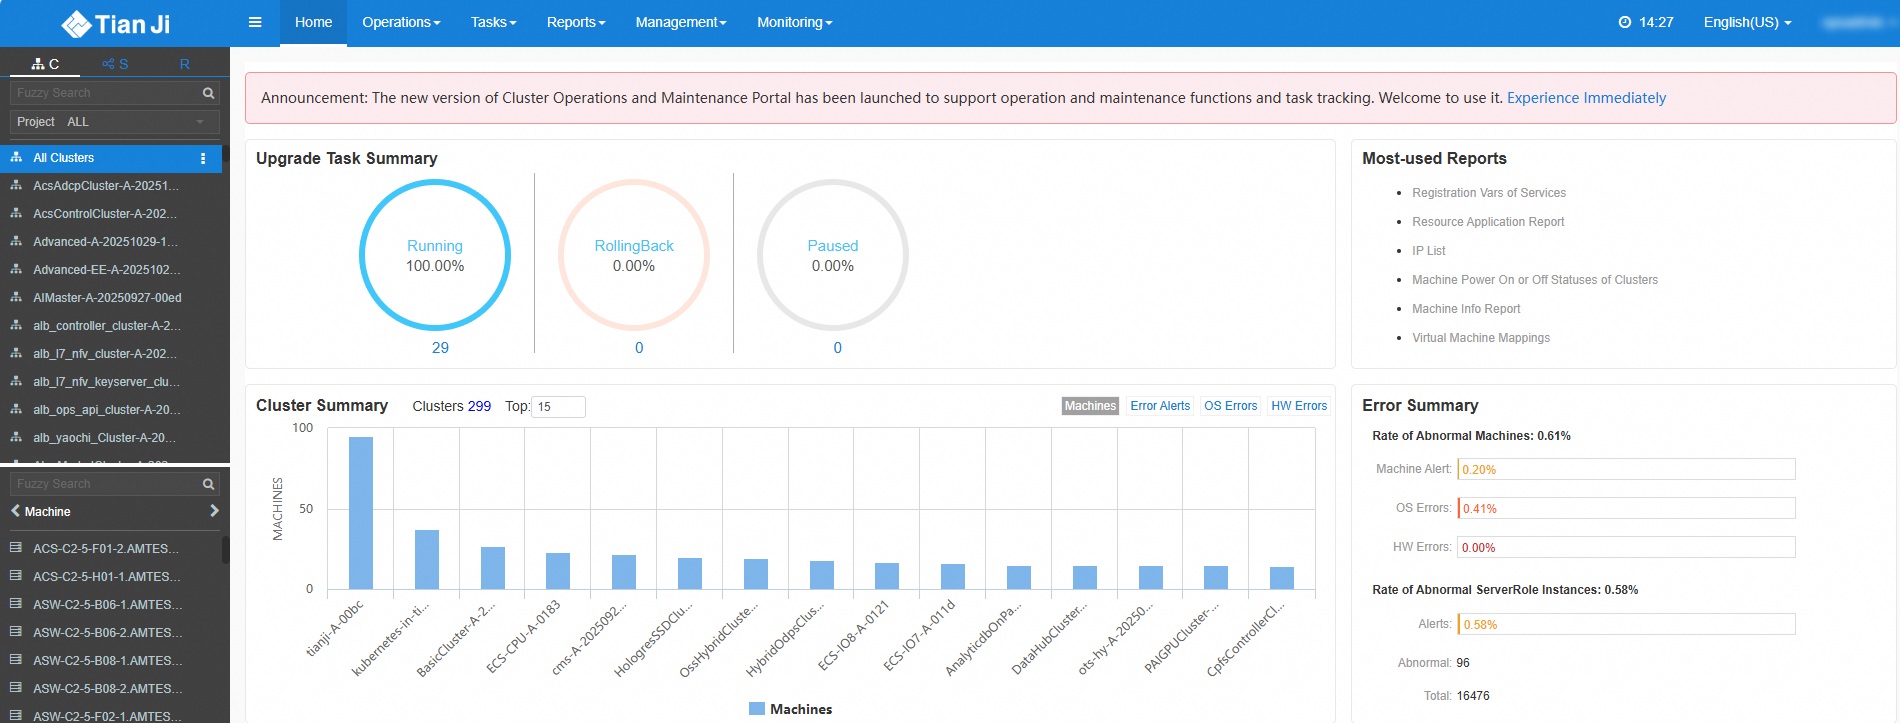 Tian Ji
Home
Operations
Tasks
Reports
Management
Monitoring
14:27
English(US)
C
S
R
Fuzzy Search
Project ALL
All Clusters
AcsAdcpCluster-A-20251...
AcsControlCluster-A-202...
Advanced-A-20251029-1...
Advanced-EE-A-2025102...
AIMaster-A-20250927-00ed
alb_controller_cluster-A-2...
alb_l7_nfv_cluster-A-202...
alb_l7_nfv_keyserver_clu...
alb_ops_api_cluster-A-20...
alb_yaochi_Cluster-A-20...
Fuzzy Search
Machine
ACS-C2-5-F01-2.AMTES...
ACS-C2-5-H01-1.AMTES...
ASW-C2-5-B06-1.AMTES...
ASW-C2-5-B06-2.AMTES...
ASW-C2-5-B08-1.AMTES...
ASW-C2-5-B08-2.AMTES...
ASW-C2-5-F02-1.AMTES...
Announcement: The new version of Cluster Operations and Maintenance Portal has been launched to support operation and maintenance functions and task tracking. Welcome to use it. Experience Immediately
Upgrade Task Summary
Running
100.00%
29
RollingBack
0.00%
0
Paused
0.00%
0
Most-used Reports
Registration Vars of Services
Resource Application Report
IP List
Machine Power On or Off Statuses of Clusters
Machine Info Report
Virtual Machine Mappings
Cluster Summary
Clusters 299
Top: 15
Machines
Error Alerts
OS Errors
HW Errors
100
50
0
MACHINES
tianji-A-00bc
kubernetes-in-ti...
BasicCluster-A-2...
ECS-CPU-A-0183
cms-A-2025092...
HologresSSDClu...
OssHybridCluste...
HybridOdpsClus...
ECS-IO8-A-0121
ECS-IO7-A-011d
AnalyticdbOnPa...
DataHubCluster...
ots-hy-A-20250...
PAIGPUCluster-...
CpfsControllerCl...
Machines
Error Summary
Rate of Abnormal Machines: 0.61%
Machine Alert: 0.20%
OS Errors: 0.41%
HW Errors: 0.00%
Rate of Abnormal ServerRole Instances: 0.58%
Alerts: 0.58%
Abnormal: 96
Total: 16476